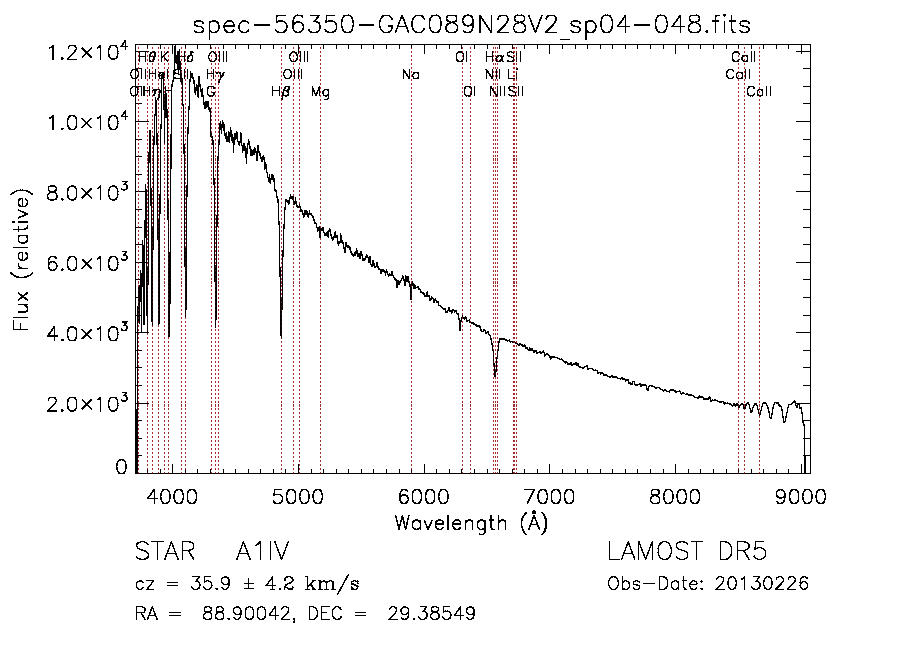 spec-56350-GAC089N28V2_sp04-048.fits
Hθ K Hδ OIII OIII OI Hα SII CaII
OII Hγ OIII Na NII Li CaII
G Hβ Mg OI NII SII CaII
1.2×10⁴
1.0×10⁴
8.0×10³
6.0×10³
4.0×10³
2.0×10³
0
Flux (relative)
4000 5000 6000 7000 8000 9000
Wavelength (Å)
STAR A1IV LAMOST DR5
cz = 35.9 ± 4.2 km/s Obs-Date: 20130226
RA = 88.90042, DEC = 29.38549